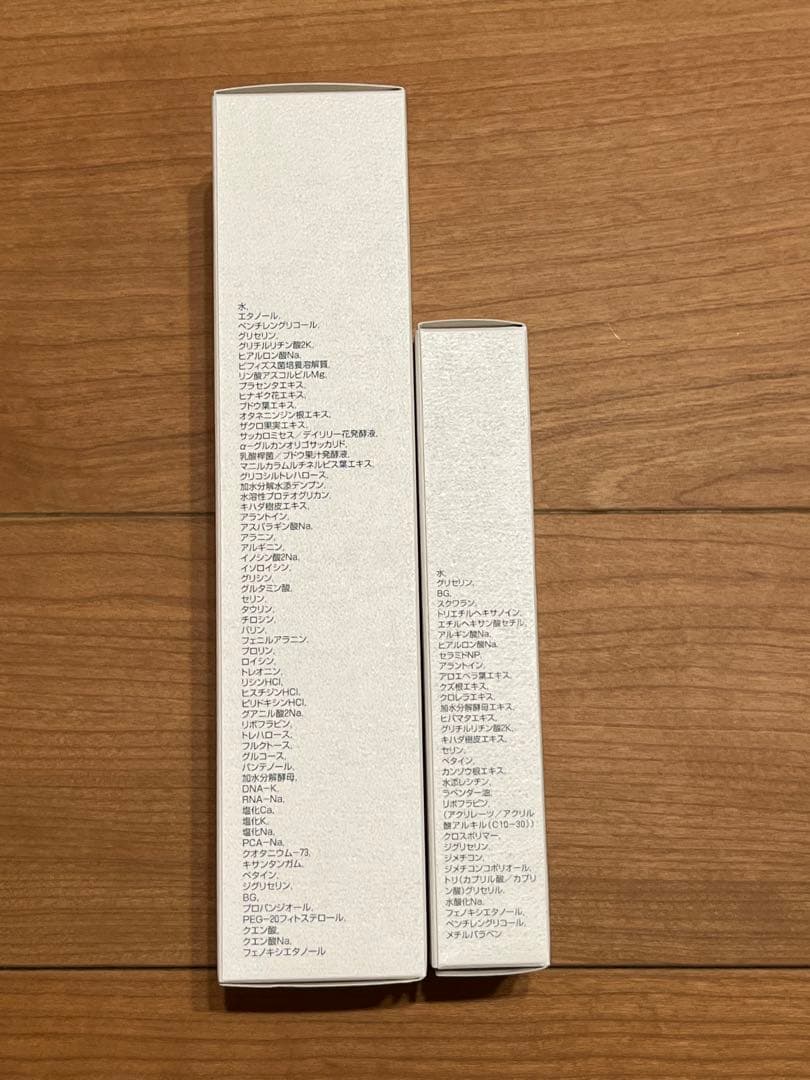 水,
エタノール,
ペンチレングリコール,
グリセリン,
グリチルリチン酸2K,
ヒアルロン酸Na,
ビフィズス菌培養溶解質,
リン酸アスコルビルMg,
プラセンタエキス,
ヒナギク花エキス,
ブドウ葉エキス,
オタネニンジン根エキス,
ザクロ果実エキス,
サッカロミセス/デイリリー花発酵液,
α-グルカンオリゴサッカリド,
乳酸桿菌/ブドウ果汁発酵液,
マニルカラムルチネルビス葉エキス,
グリコシルトレハロース,
加水分解水添デンプン,
水溶性プロテオグリカン,
キハダ樹皮エキス,
アラントイン,
アスパラギン酸Na,
アラニン,
アルギニン,
イノシン酸2Na,
イソロイシン,
グリシン,
グルタミン酸,
セリン,
タウリン,
チロシン,
バリン,
フェニルアラニン,
プロリン,
ロイシン,
トレオニン,
リシンHCl,
ヒスチジンHCl,
ピリドキシンHCl,
グアニル酸2Na,
リボフラビン,
トレハロース,
フルクトース,
グルコース,
パンテノール,
加水分解酵母,
DNA-K,
RNA-Na,
塩化Ca,
塩化K,
塩化Na,
PCA-Na,
クオタニウム-73,
キサンタンガム,
ベタイン,
ジグリセリン,
BG,
プロパンジオール,
PEG-20フィトステロール,
クエン酸,
クエン酸Na,
フェノキシエタノール
水,
グリセリン,
BG,
スクワラン,
トリエチルヘキサノイン,
エチルヘキサン酸セチル,
アルギン酸Na,
ヒアルロン酸Na,
セラミドNP,
アラントイン,
アロエベラ葉エキス,
クズ根エキス,
クロレラエキス,
加水分解酵母エキス,
ヒバマタエキス,
グリチルリチン酸2K,
キハダ樹皮エキス,
セリン,
ベタイン,
カンゾウ根エキス,
水添レシチン,
ラベンダー油,
リボフラビン,
(アクリレーツ/アクリル
酸アルキル(C10-30))
クロスポリマー,
ジグリセリン,
ジメチコン,
ジメチコンコポリオール,
トリ(カプリル酸/カプリ
ン酸)グリセリル,
水酸化Na,
フェノキシエタノール,
ペンチレングリコール,
メチルパラベン